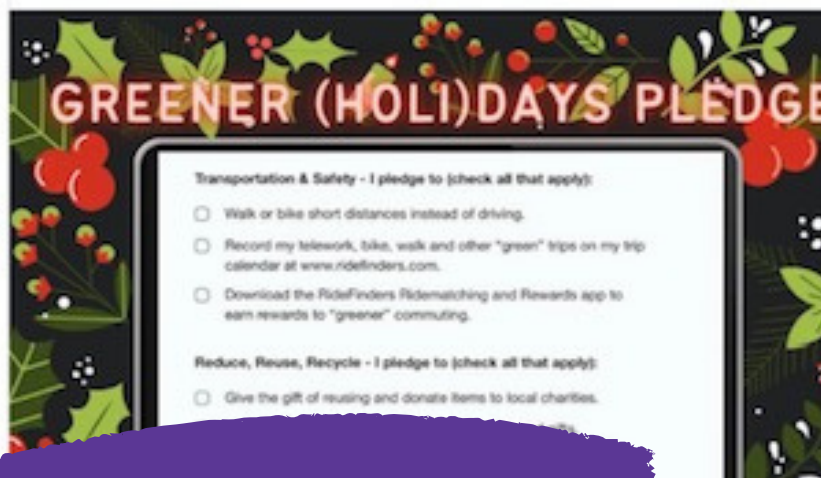 GREENER (HOLI)DAYS PLEDGE
Transportation & Safety - I pledge to (check all that apply):
Walk or bike short distances instead of driving.
Record my telework, bike, walk and other "green" trips on my trip
calendar at www.ridefinders.com.
Download the RideFinders Ridematching and Rewards app to
earn rewards to "greener" commuting.
Reduce, Reuse, Recycle - I pledge to (check all that apply):
Give the gift of reusing and donate items to local charities.